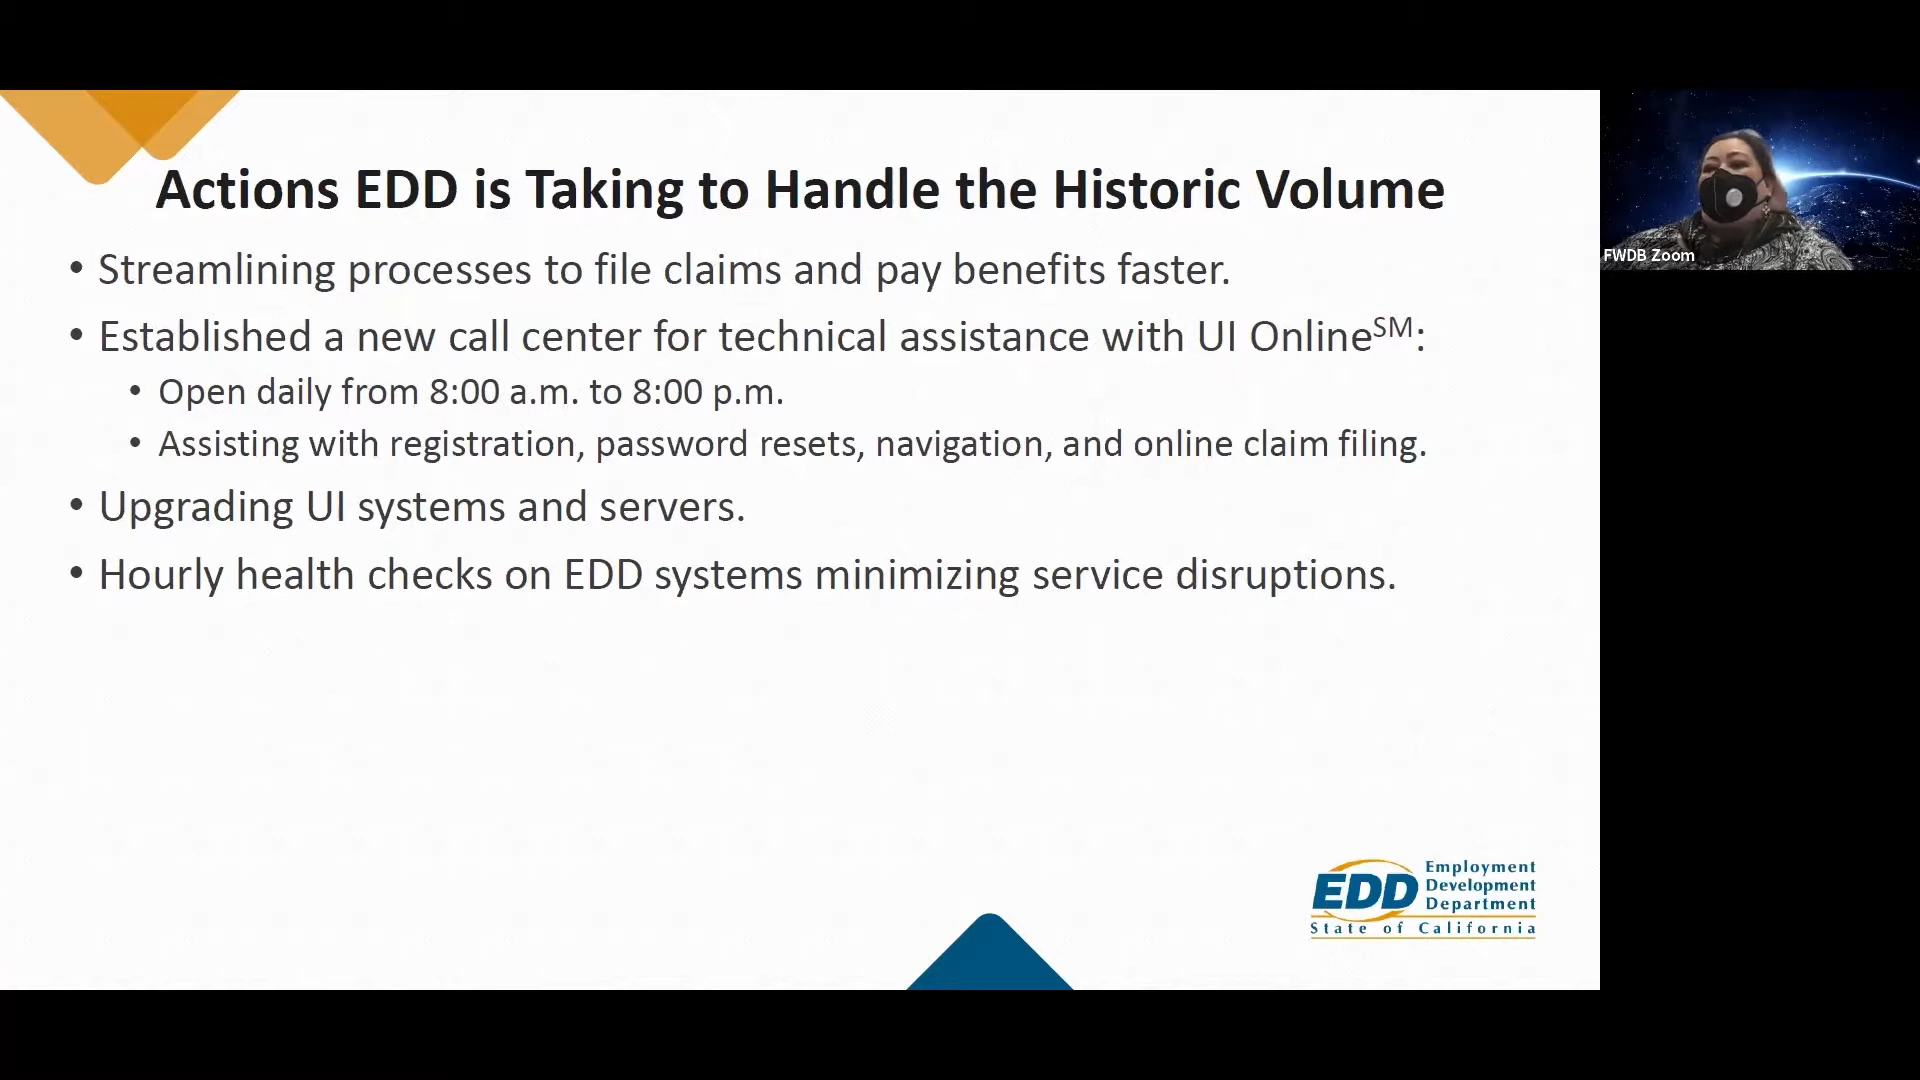 Actions EDD is Taking to Handle the Historic Volume
• Streamlining processes to file claims and pay benefits faster.
• Established a new call center for technical assistance with UI Online℠:
• Open daily from 8:00 a.m. to 8:00 p.m.
• Assisting with registration, password resets, navigation, and online claim filing.
• Upgrading UI systems and servers.
• Hourly health checks on EDD systems minimizing service disruptions.
FWDB Zoom
EDD
Employment
Development
Department
State of California